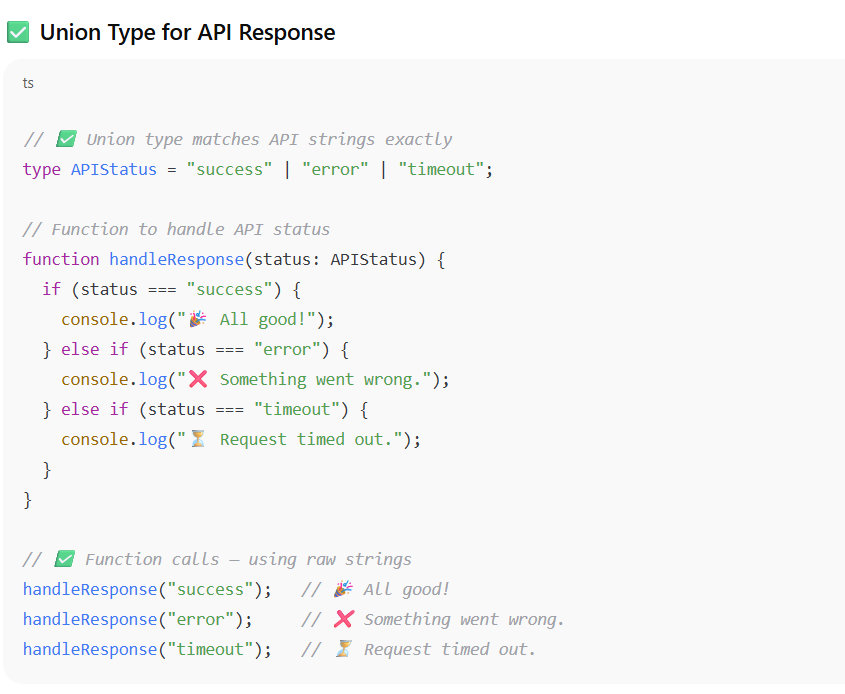 ✅ Union Type for API Response
ts
// ✅ Union type matches API strings exactly
type APIStatus = "success" | "error" | "timeout";
// Function to handle API status
function handleResponse(status: APIStatus) {
  if (status === "success") {
    console.log("🎉 All good!");
  } else if (status === "error") {
    console.log("❌ Something went wrong.");
  } else if (status === "timeout") {
    console.log("⏳ Request timed out.");
  }
}
// ✅ Function calls — using raw strings
handleResponse("success");   // 🎉 All good!
handleResponse("error");     // ❌ Something went wrong.
handleResponse("timeout");   // ⏳ Request timed out.